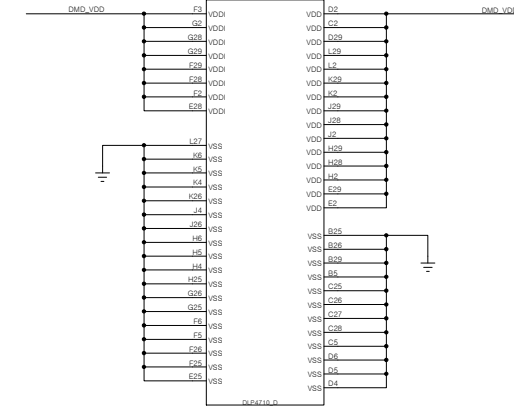 DMD_VDD F3 VDDI VDD D2 DMD_VDD
G2 VDDI VDD C2
G28 VDDI VDD D29
G29 VDDI VDD L29
F29 VDDI VDD L2
F28 VDDI VDD K29
F2 VDDI VDD K2
E28 VDDI VDD J29
VDD J28
VDD J2
L27 VSS VDD H29
K6 VSS VDD H28
K5 VSS VDD H2
K4 VSS VDD E29
K26 VSS VDD E2
J4 VSS
J26 VSS VSS B25
H6 VSS VSS B26
H5 VSS VSS B29
H4 VSS VSS B5
H25 VSS VSS C25
G26 VSS VSS C26
G25 VSS VSS C27
F6 VSS VSS C28
F5 VSS VSS C5
F26 VSS VSS D6
F25 VSS VSS D5
E25 VSS VSS D4
DLP4710_D